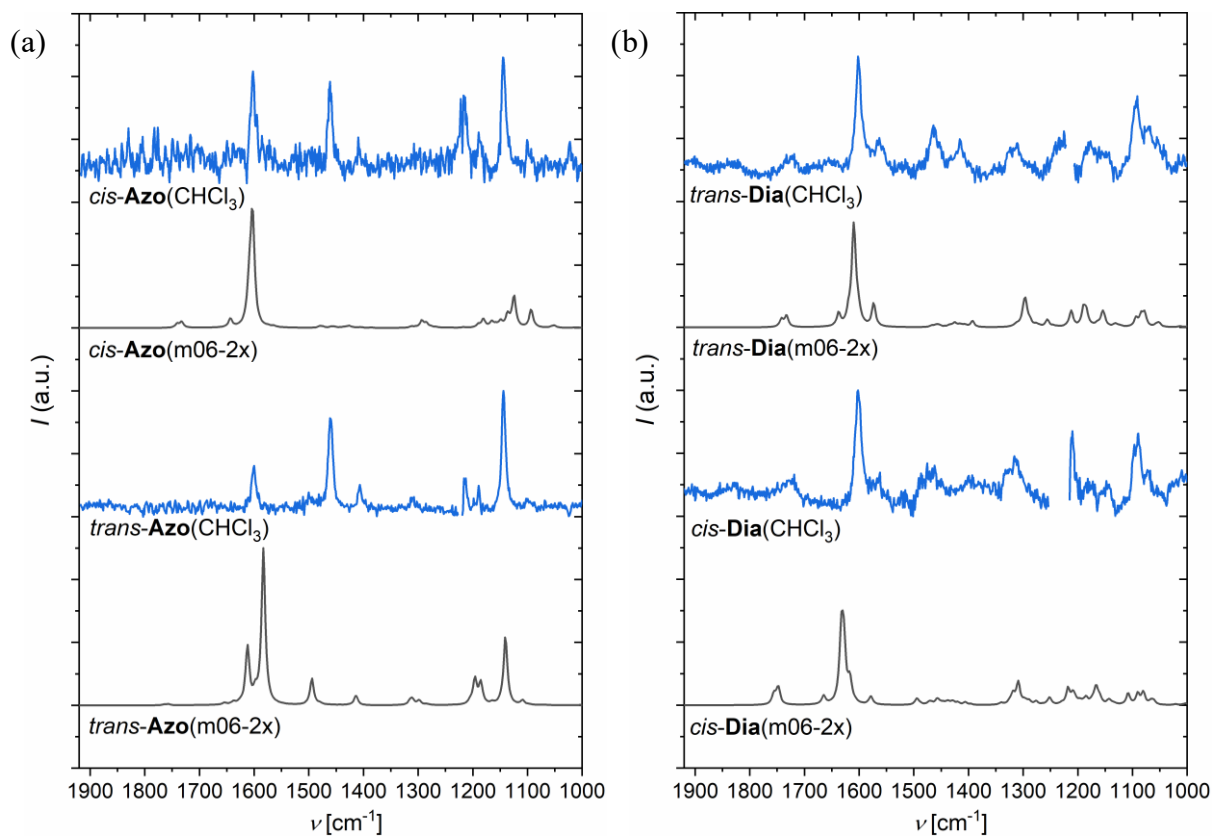 (a)
cis-Azo(CHCl₃)
cis-Azo(m06-2x)
trans-Azo(CHCl₃)
trans-Azo(m06-2x)
I (a.u.)
1900 1800 1700 1600 1500 1400 1300 1200 1100 1000
ν [cm⁻¹]
(b)
trans-Dia(CHCl₃)
trans-Dia(m06-2x)
cis-Dia(CHCl₃)
cis-Dia(m06-2x)
I (a.u.)
1900 1800 1700 1600 1500 1400 1300 1200 1100 1000
ν [cm⁻¹]